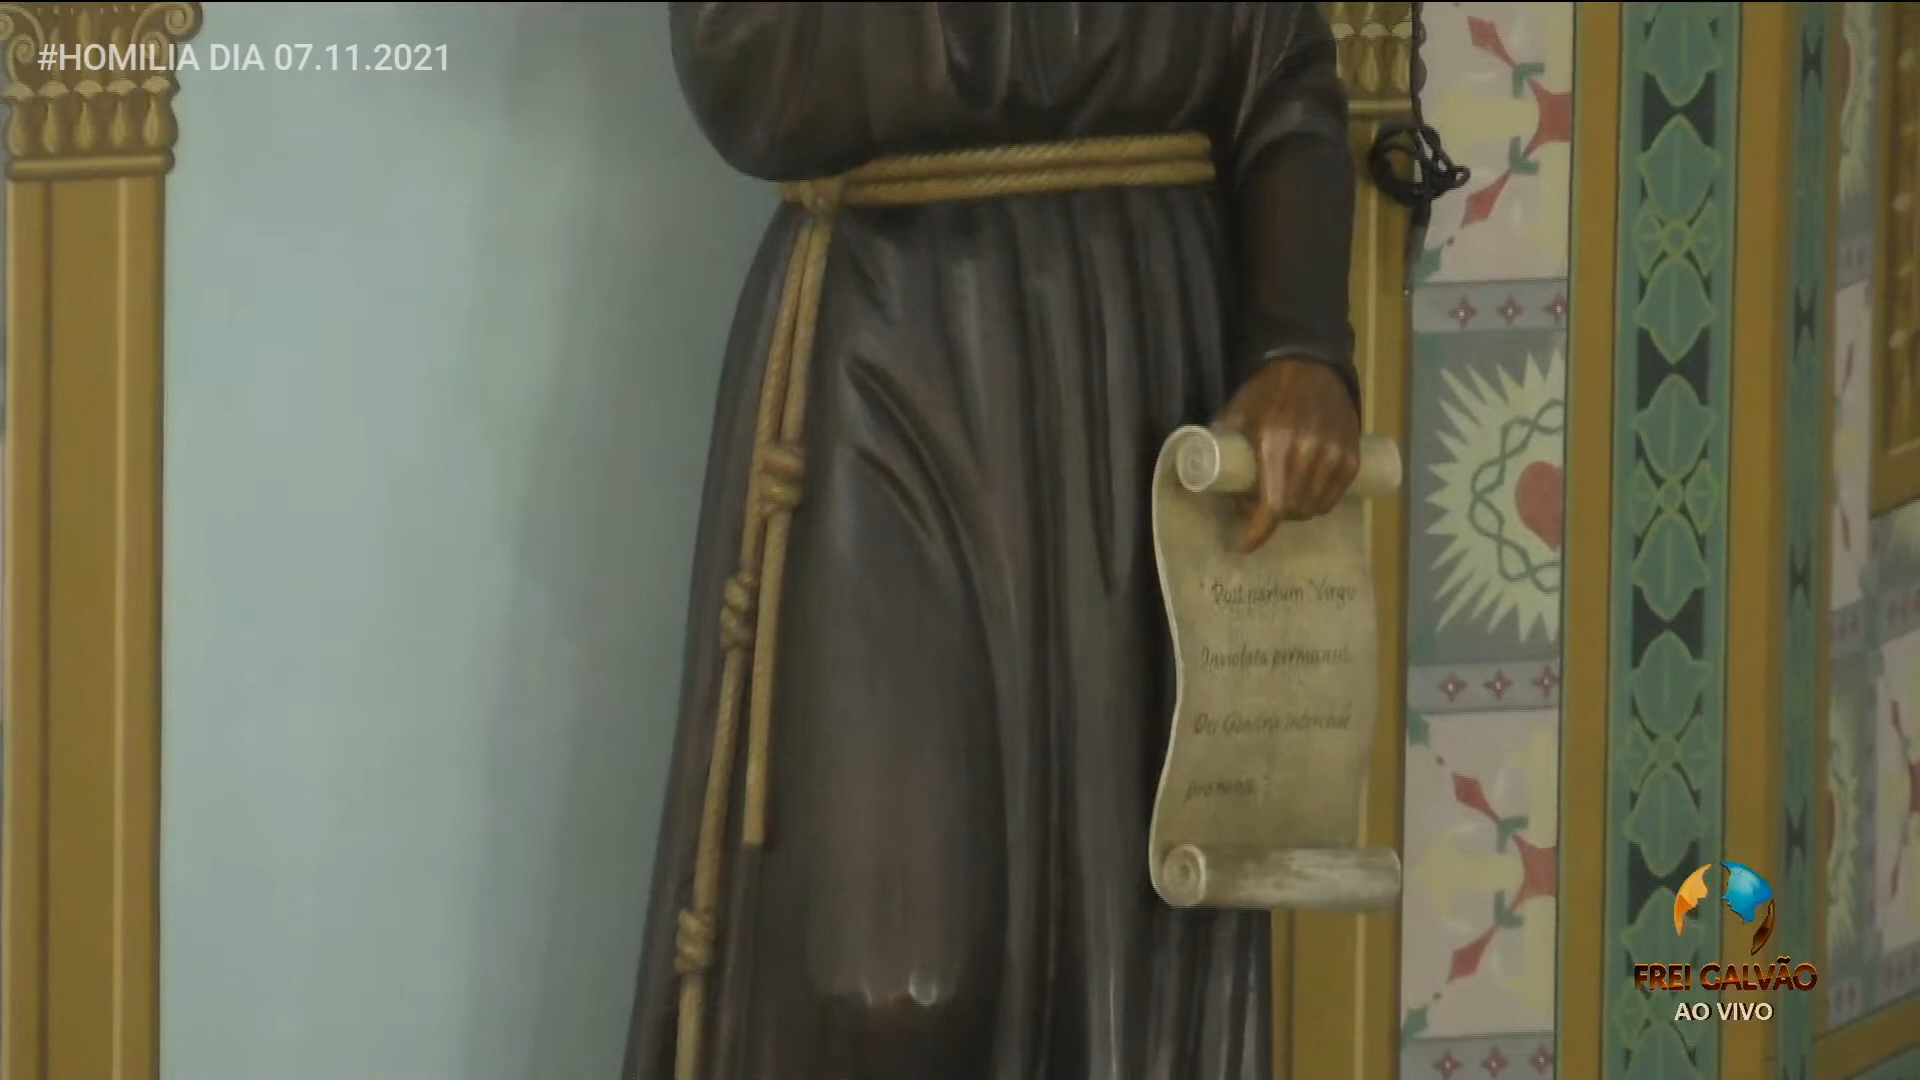 #HOMILIA DIA 07.11.2021
"Post partum Virgo
Inviolata permansit
Dei Genitrix intercede
pro nobis."
FREI GALVÃO
AO VIVO